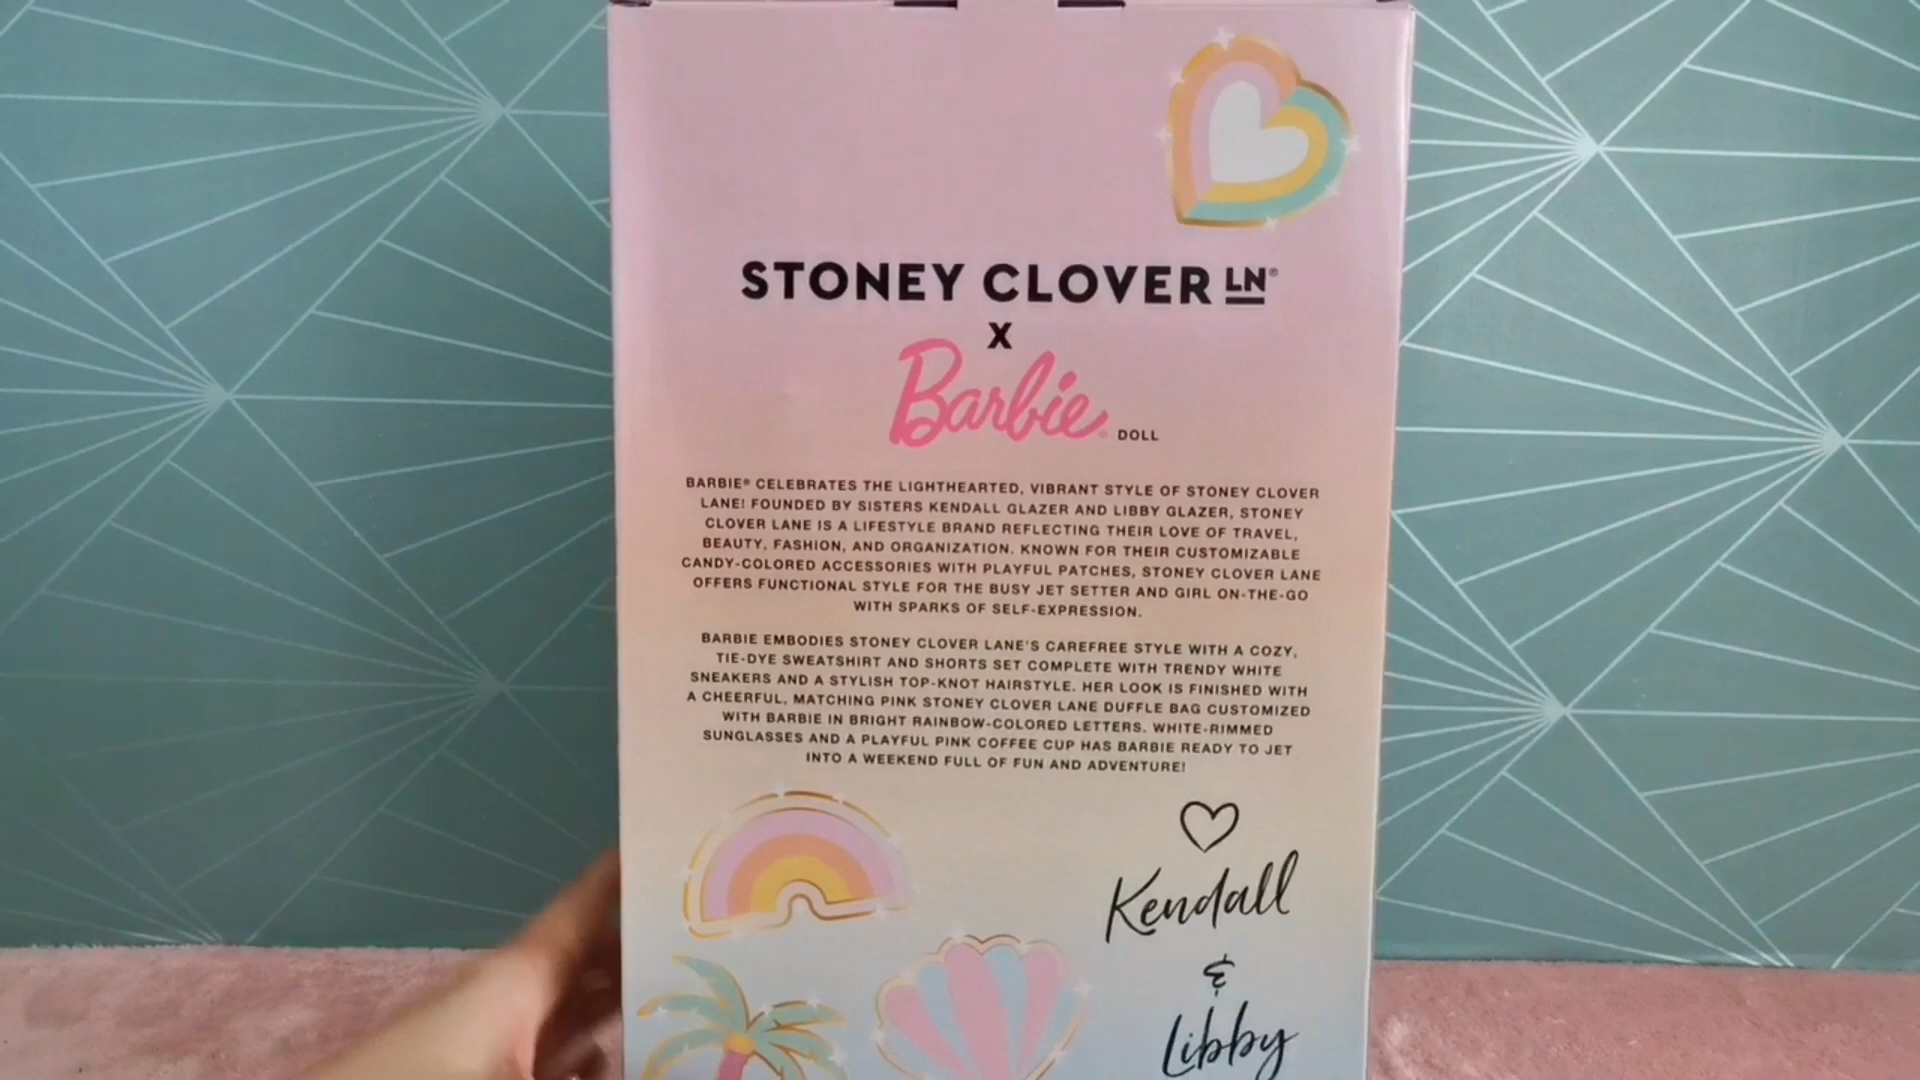 STONEY CLOVER LN®
X
Barbie® DOLL
BARBIE® CELEBRATES THE LIGHTHEARTED, VIBRANT STYLE OF STONEY CLOVER
LANE! FOUNDED BY SISTERS KENDALL GLAZER AND LIBBY GLAZER, STONEY
CLOVER LANE IS A LIFESTYLE BRAND REFLECTING THEIR LOVE OF TRAVEL,
BEAUTY, FASHION, AND ORGANIZATION. KNOWN FOR THEIR CUSTOMIZABLE
CANDY-COLORED ACCESSORIES WITH PLAYFUL PATCHES, STONEY CLOVER LANE
OFFERS FUNCTIONAL STYLE FOR THE BUSY JET SETTER AND GIRL ON-THE-GO
WITH SPARKS OF SELF-EXPRESSION.
BARBIE EMBODIES STONEY CLOVER LANE'S CAREFREE STYLE WITH A COZY,
TIE-DYE SWEATSHIRT AND SHORTS SET COMPLETE WITH TRENDY WHITE
SNEAKERS AND A STYLISH TOP-KNOT HAIRSTYLE. HER LOOK IS FINISHED WITH
A CHEERFUL, MATCHING PINK STONEY CLOVER LANE DUFFLE BAG CUSTOMIZED
WITH BARBIE IN BRIGHT RAINBOW-COLORED LETTERS. WHITE-RIMMED
SUNGLASSES AND A PLAYFUL PINK COFFEE CUP HAS BARBIE READY TO JET
INTO A WEEKEND FULL OF FUN AND ADVENTURE!
Kendall
&
Libby